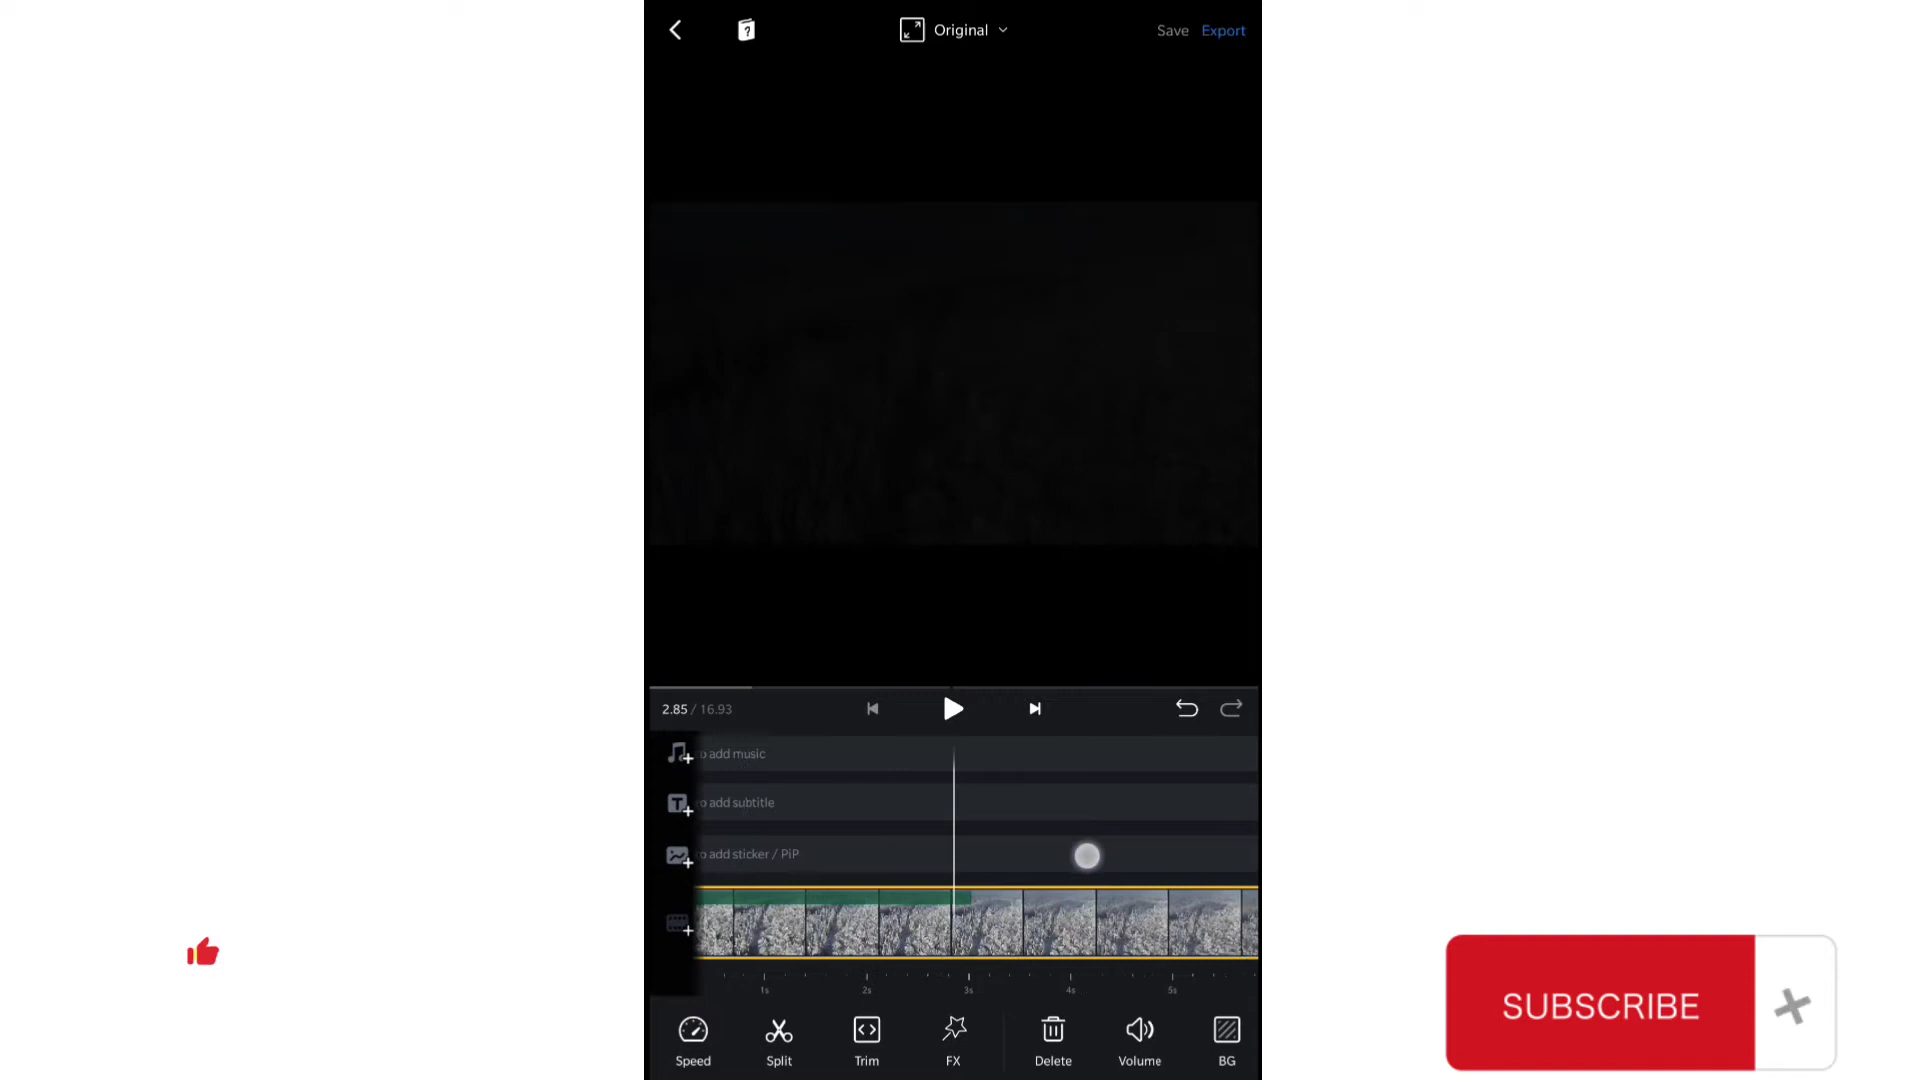 Original
Save Export
2.85 / 16.93
o add music
o add subtitle
to add sticker / PiP
1s 2s 3s 4s 5s
Speed Split Trim FX Delete Volume BG
SUBSCRIBE